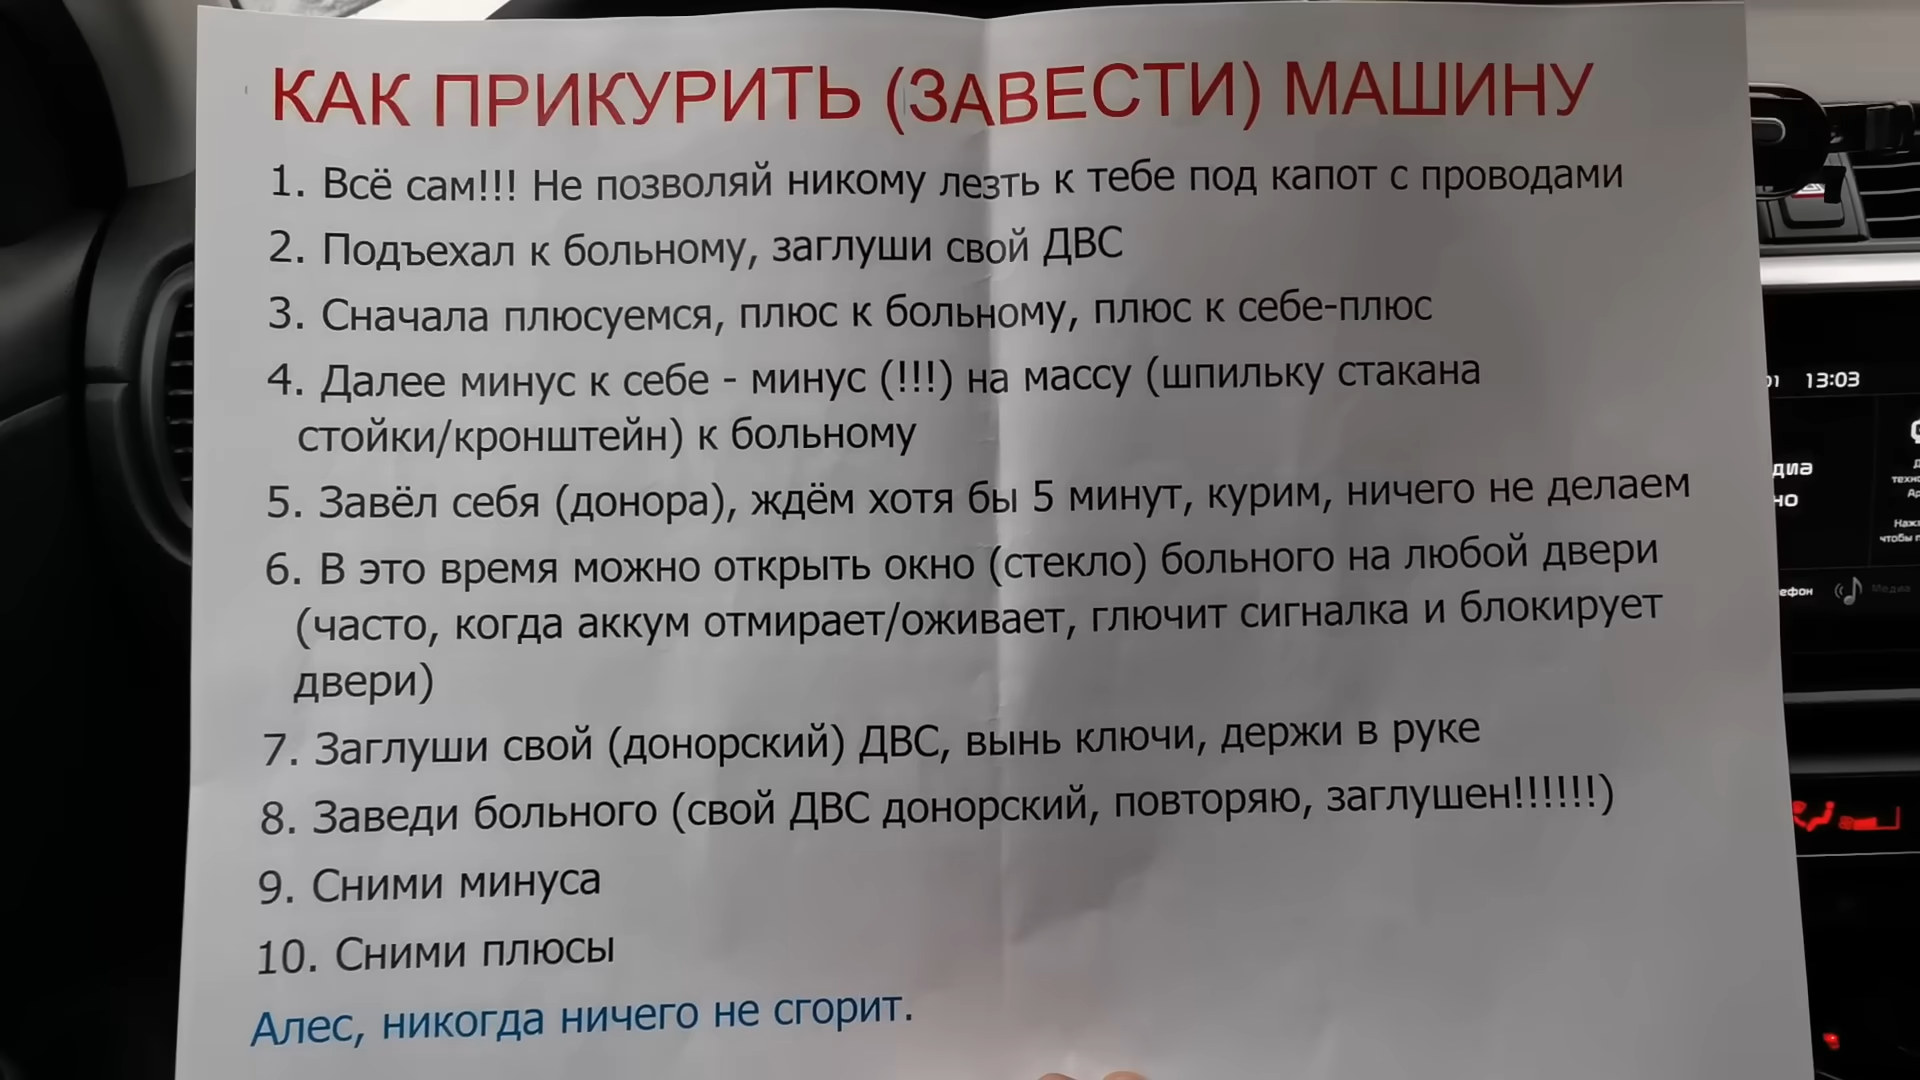 КАК ПРИКУРИТЬ (ЗАВЕСТИ) МАШИНУ
1. Всё сам!!! Не позволяй никому лезть к тебе под капот с проводами
2. Подъехал к больному, заглуши свой ДВС
3. Сначала плюсуемся, плюс к больному, плюс к себе-плюс
4. Далее минус к себе - минус (!!!) на массу (шпильку стакана
стойки/кронштейн) к больному
5. Завёл себя (донора), ждём хотя бы 5 минут, курим, ничего не делаем
6. В это время можно открыть окно (стекло) больного на любой двери
(часто, когда аккум отмирает/оживает, глючит сигналка и блокирует
двери)
7. Заглуши свой (донорский) ДВС, вынь ключи, держи в руке
8. Заведи больного (свой ДВС донорский, повторяю, заглушен!!!!!!)
9. Сними минуса
10. Сними плюсы
Алес, никогда ничего не сгорит.
13:03
Медиа